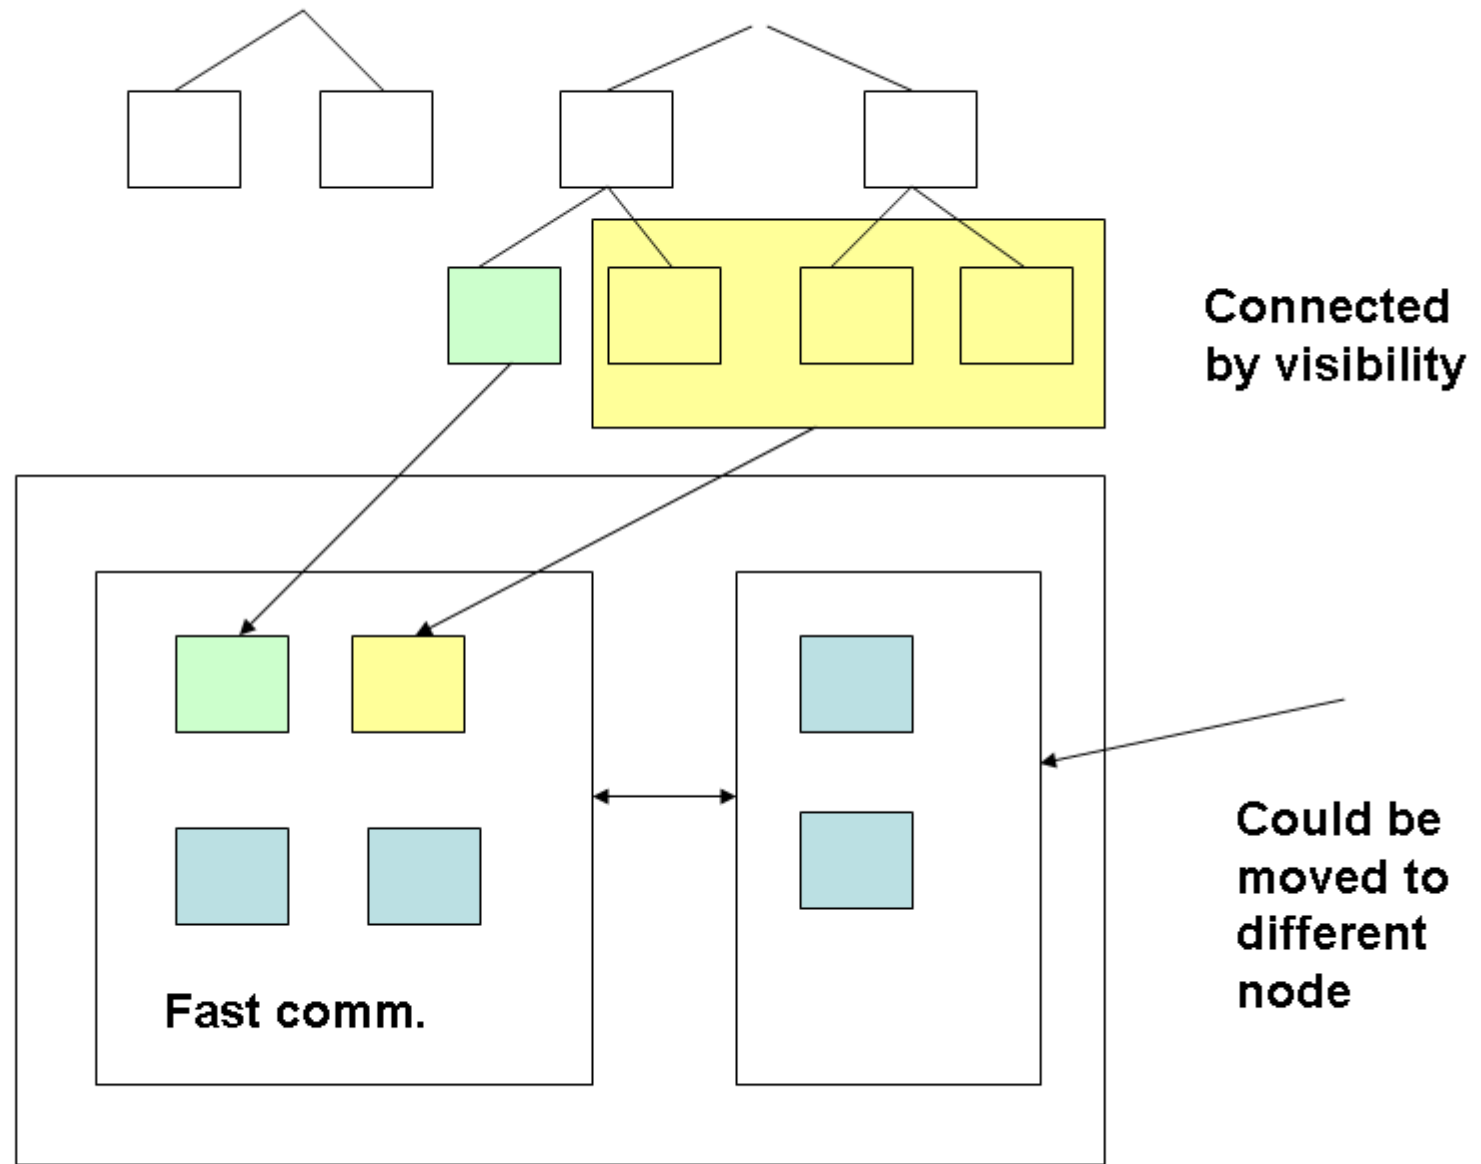 Connected
by visibility
Could be
moved to
different
node
Fast comm.